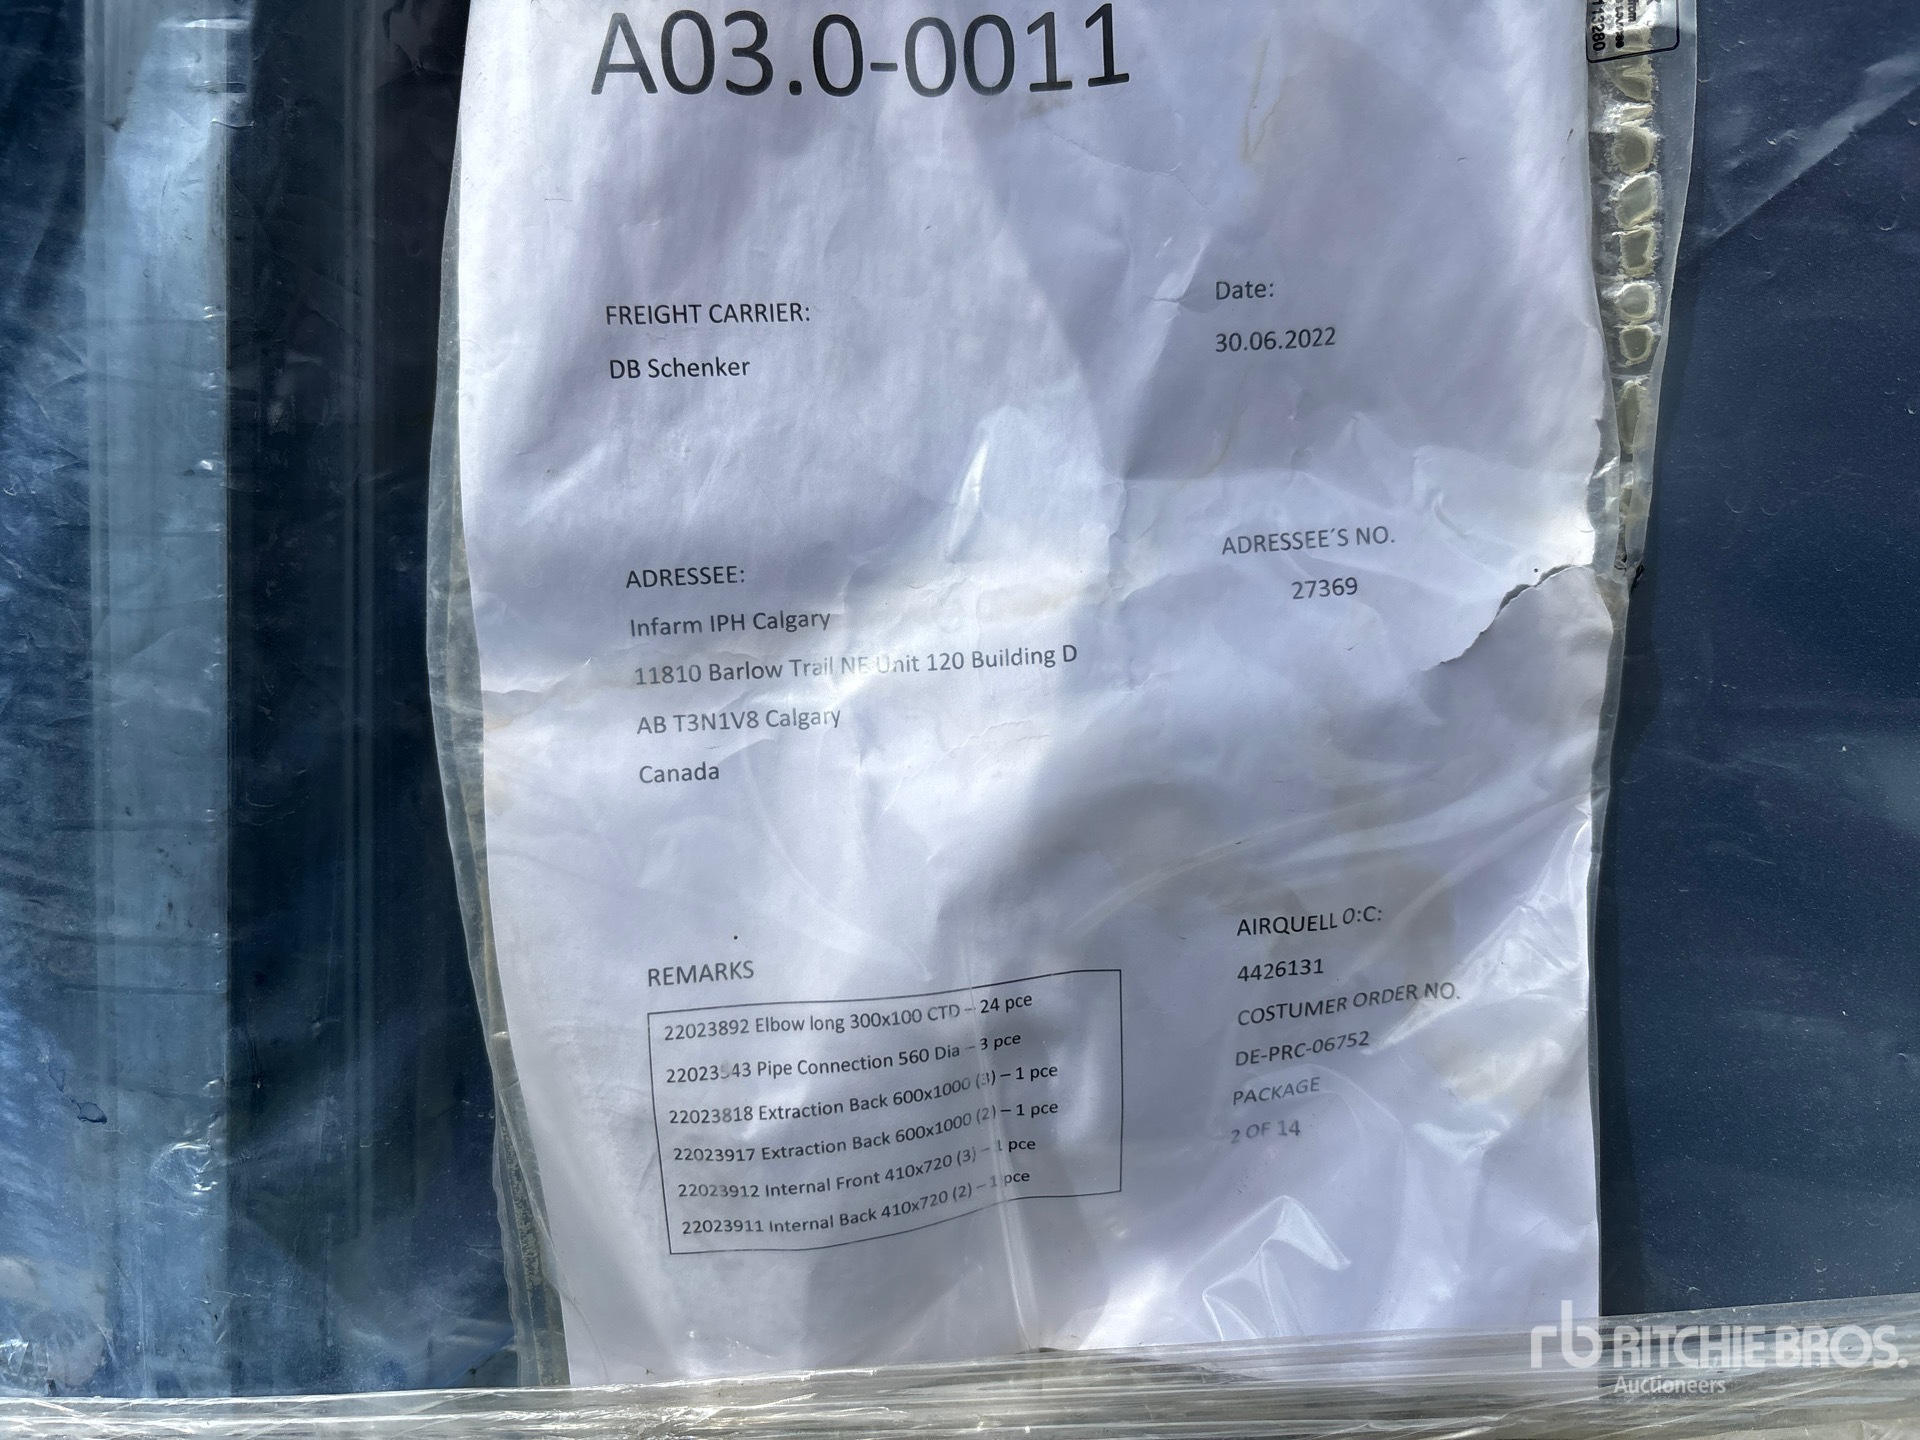 A03.0-0011
FREIGHT CARRIER:
DB Schenker
Date:
30.06.2022
ADRESSEE:
Infarm IPH Calgary
11810 Barlow Trail NE Unit 120 Building D
AB T3N1V8 Calgary
Canada
ADRESSEE´S NO.
27369
REMARKS
22023892 Elbow long 300x100 CTD – 24 pce
Pipe Connection 560 Dia – 3 pce
22023818 Extraction Back 600x1000 (3) – 1 pce
22023917 Extraction Back 600x1000 (2) – 1 pce
22023912 Internal Front 410x720 (3) – 1 pce
22023911 Internal Back 410x720 (2) – 1 pce
AIRQUELL O:C:
4426131
COSTUMER ORDER NO.
DE-PRC-06752
PACKAGE
2 OF 14
rb RITCHIE BROS.
Auctioneers